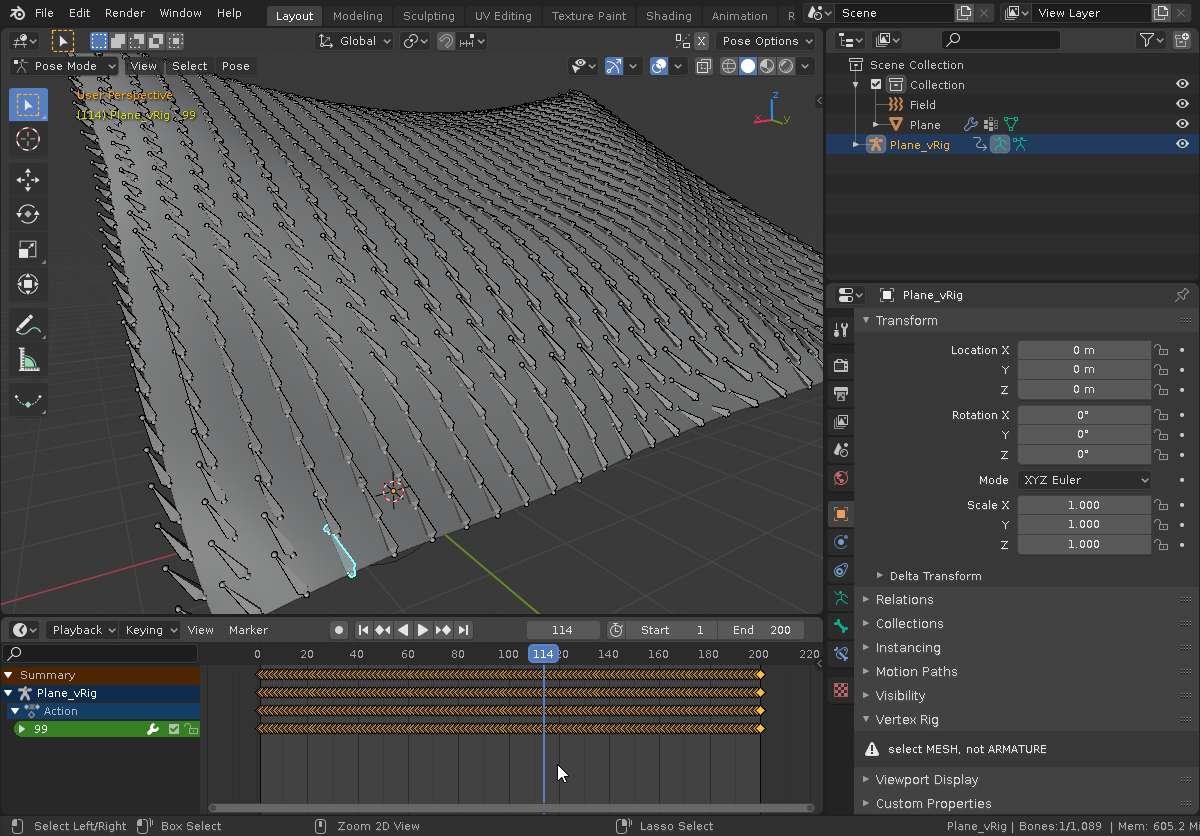 File Edit Render Window Help Layout Modeling Sculpting UV Editing Texture Paint Shading Animation R Scene View Layer
Global Pose Options
Pose Mode View Select Pose
User Perspective
(114) Plane_vRig : 99
Z
X
Y
Scene Collection
Collection
Field
Plane
Plane_vRig
Plane_vRig
Transform
Location X 0 m
Y 0 m
Z 0 m
Rotation X 0°
Y 0°
Z 0°
Mode XYZ Euler
Scale X 1.000
Y 1.000
Z 1.000
Delta Transform
Relations
Collections
Instancing
Motion Paths
Visibility
Vertex Rig
select MESH, not ARMATURE
Viewport Display
Custom Properties
Playback Keying View Marker 114 Start 1 End 200
0 20 40 60 80 100 114 20 140 160 180 200 220
Summary
Plane_vRig
Action
99
Select Left/Right Box Select Zoom 2D View Lasso Select Plane_vRig | Bones:1/1,089 | Mem: 605.2 M